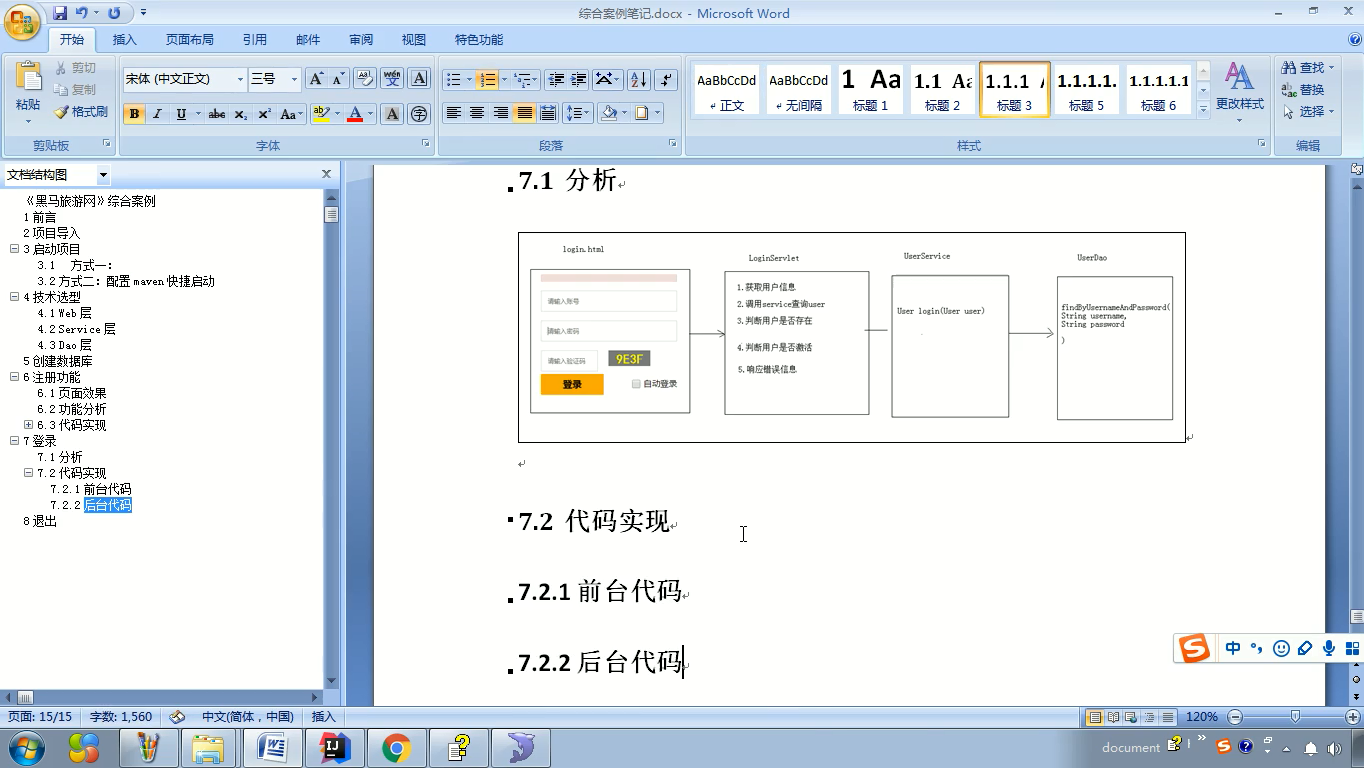 综合案例笔记.docx - Microsoft Word
开始 插入 页面布局 引用 邮件 审阅 视图 特色功能
粘贴 剪切 复制 格式刷 剪贴板
宋体 (中文正文) 三号
B I U abc x₂ x² Aa A A
字体
段落
AaBbCcDd AaBbCcDd 1 Aa 1.1 Aa 1.1.1 1.1.1.1. 1.1.1.1.1
正文 无间隔 标题 1 标题 2 标题 3 标题 5 标题 6
更改样式
样式
查找
替换
选择
编辑
文档结构图
《黑马旅游网》综合案例
1 前言
2 项目导入
3 启动项目
3.1 方式一:
3.2 方式二: 配置 maven 快捷启动
4 技术选型
4.1 Web 层
4.2 Service 层
4.3 Dao 层
5 创建数据库
6 注册功能
6.1 页面效果
6.2 功能分析
6.3 代码实现
7 登录
7.1 分析
7.2 代码实现
7.2.1 前台代码
7.2.2 后台代码
8 退出
7.1 分析
login.html
请输入账号
请输入密码
请输入验证码 9E3F
登录 自动登录
LoginServlet
1.获取用户信息
2.调用service查询user
3.判断用户是否存在
4.判断用户是否激活
5.响应错误信息
UserService
User login(User user)
UserDao
findByUsernameAndPassword(
String username,
String password
)
7.2 代码实现
7.2.1 前台代码
7.2.2 后台代码
中
页面: 15/15 字数: 1,560 中文(简体，中国) 插入 120%
document